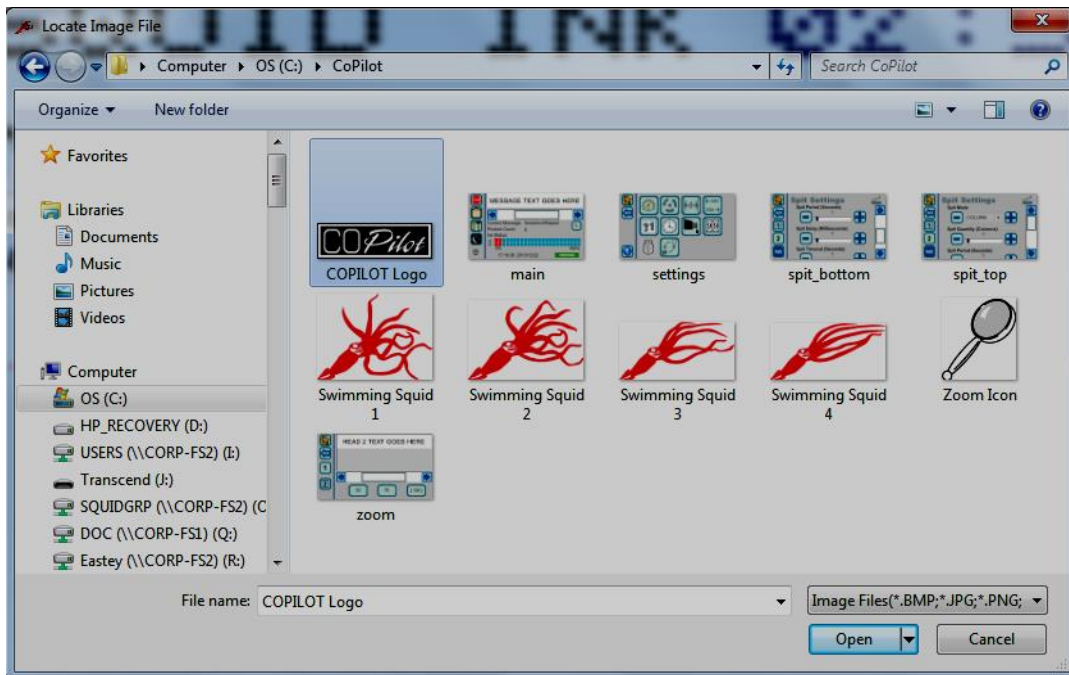 Locate Image File
SQUID INK 02:
Computer OS (C:) CoPilot
Search CoPilot
Organize New folder
Favorites
Libraries
Documents
Music
Pictures
Videos
Computer
OS (C:)
HP_RECOVERY (D:)
USERS (\\CORP-FS2) (I:)
Transcend (J:)
SQUIDGRP (\\CORP-FS2) (O
DOC (\\CORP-FS1) (Q:)
Eastey (\\CORP-FS2) (R:)
COPilot
MESSAGE TEXT GOES HERE
Spit Settings
Spit Settings
COPILOT Logo
main
settings
spit_bottom
spit_top
Swimming Squid
1
Swimming Squid
2
Swimming Squid
3
Swimming Squid
4
Zoom Icon
HEAD 2 TEXT GOES HERE
zoom
File name: COPILOT Logo
Image Files(*.BMP;*.JPG;*.PNG;
Open
Cancel